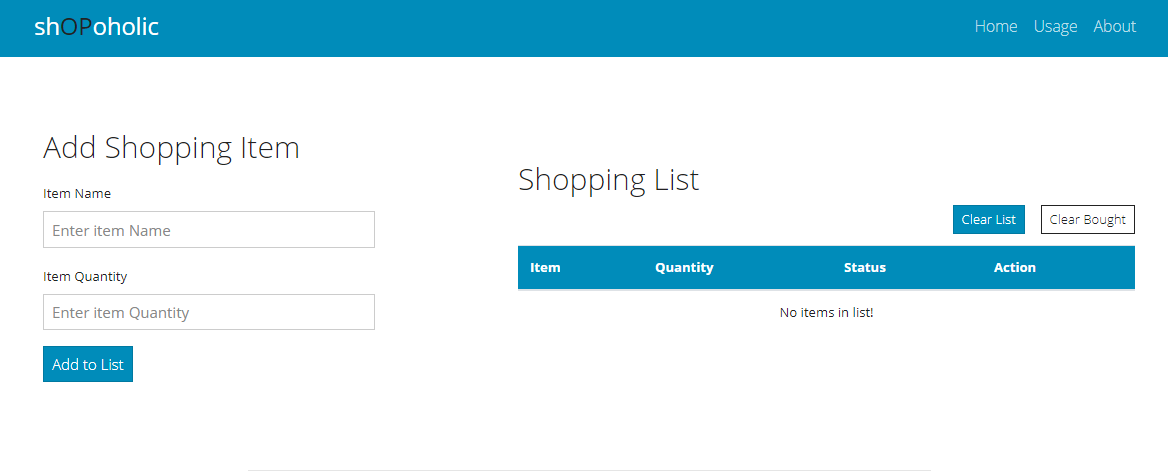 shOPoholic
Home Usage About
Add Shopping Item
Item Name
Enter item Name
Item Quantity
Enter item Quantity
Add to List
Shopping List
Clear List Clear Bought
Item Quantity Status Action
No items in list!